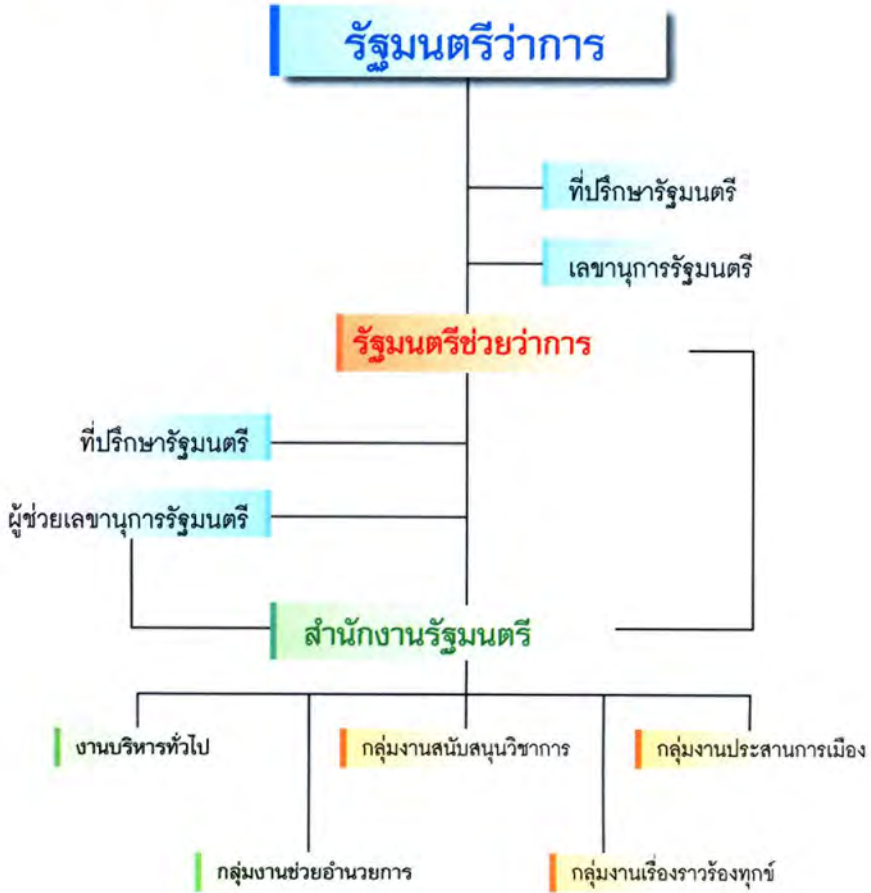 รัฐมนตรีว่าการ
ที่ปรึกษารัฐมนตรี
เลขานุการรัฐมนตรี
รัฐมนตรีช่วยว่าการ
ที่ปรึกษารัฐมนตรี
ผู้ช่วยเลขานุการรัฐมนตรี
สำนักงานรัฐมนตรี
งานบริหารทั่วไป
กลุ่มงานสนับสนุนวิชาการ
กลุ่มงานประสานการเมือง
กลุ่มงานช่วยอำนวยการ
กลุ่มงานเรื่องราวร้องทุกข์